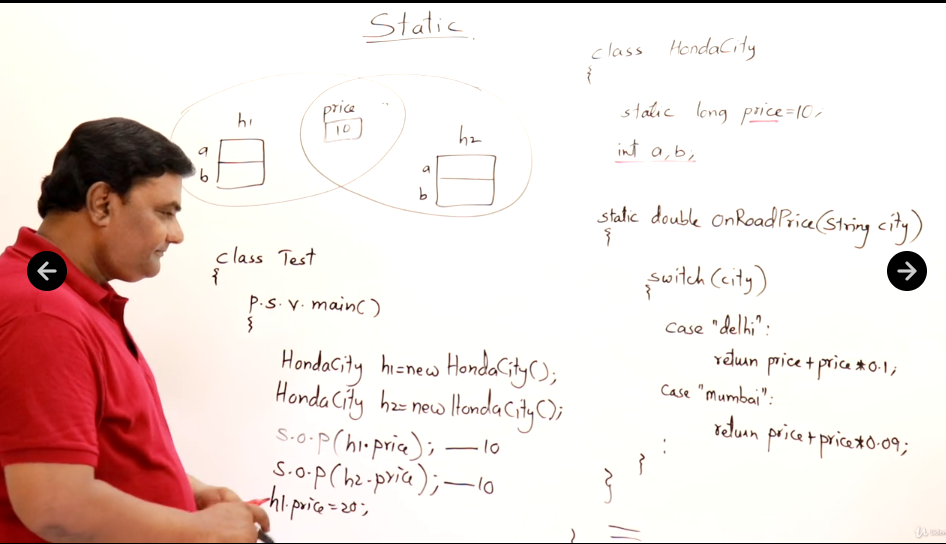 Static
h1
price
10
a
b
h2
a
b
class HondaCity
{
static long price=10;
int a,b;
static double onRoadPrice(String city)
{
switch(city)
{
case "delhi":
return price+price*0.1;
case "mumbai":
return price+price*0.09;
:
}
}
class Test
{
p.s.v.main()
{
HondaCity h1=new HondaCity();
HondaCity h2=new HondaCity();
S.o.p(h1.price); —10
S.o.p(h2.price); —10
h1.price=20;